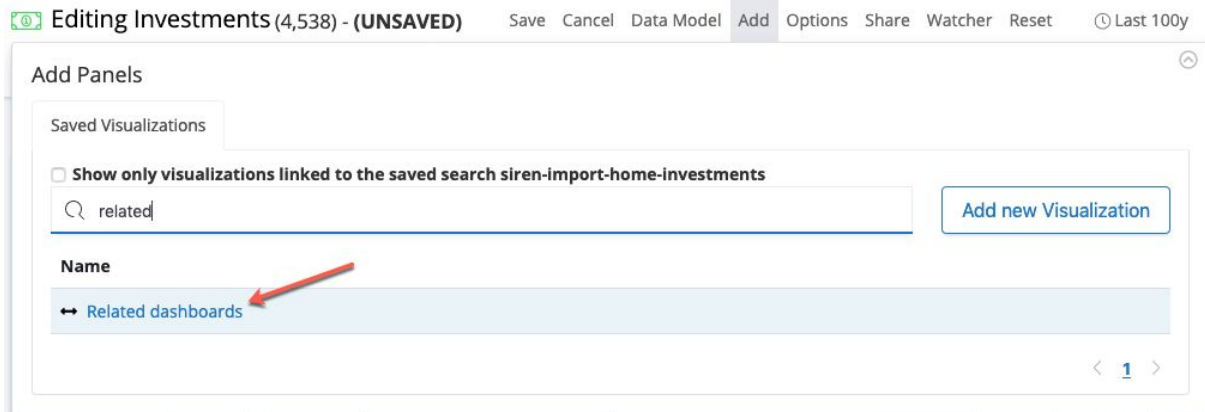 Editing Investments (4,538) - (UNSAVED) Save Cancel Data Model Add Options Share Watcher Reset Last 100y
Add Panels
Saved Visualizations
Show only visualizations linked to the saved search siren-import-home-investments
related Add new Visualization
Name
Related dashboards
1